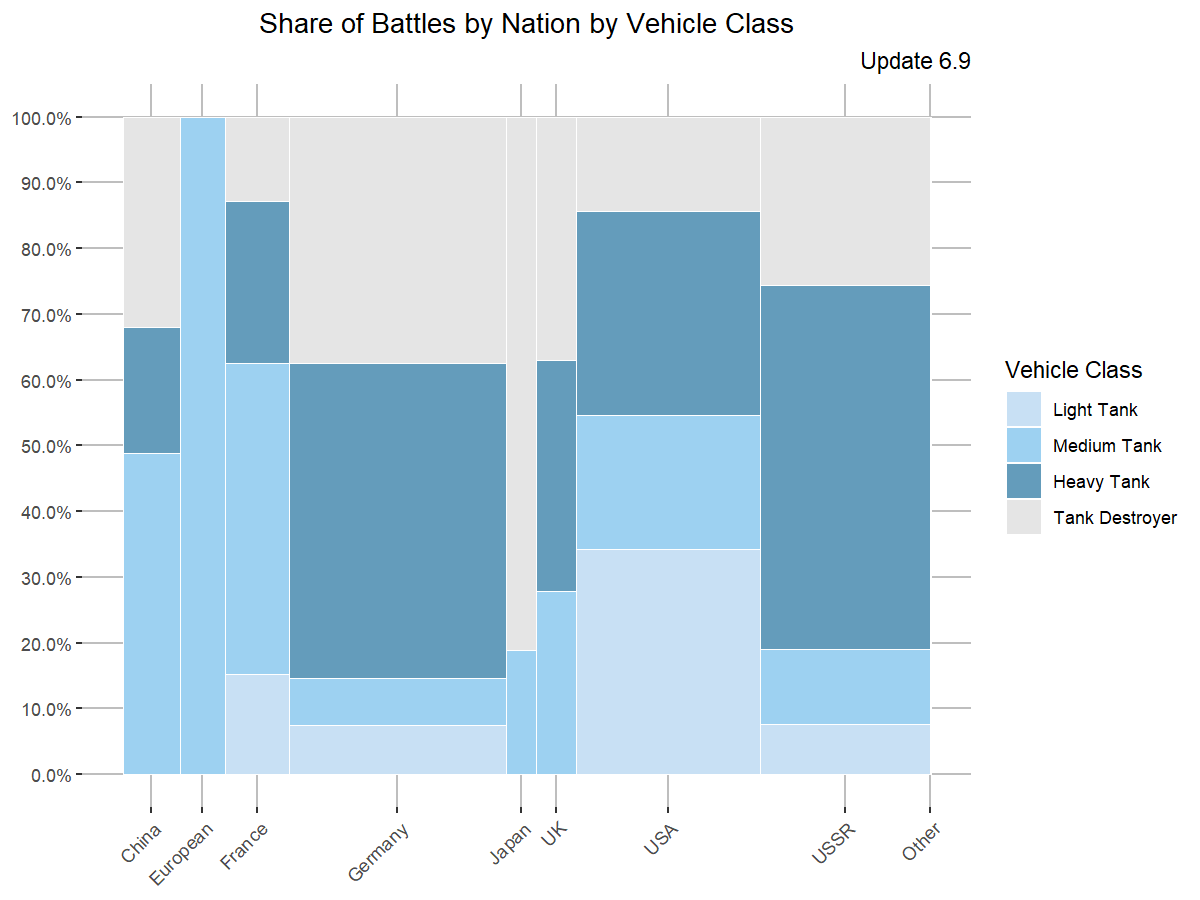 Share of Battles by Nation by Vehicle Class
Update 6.9
100.0%
90.0%
80.0%
70.0%
60.0%
50.0%
40.0%
30.0%
20.0%
10.0%
0.0%
China
European
France
Germany
Japan
UK
USA
USSR
Other
Vehicle Class
Light Tank
Medium Tank
Heavy Tank
Tank Destroyer